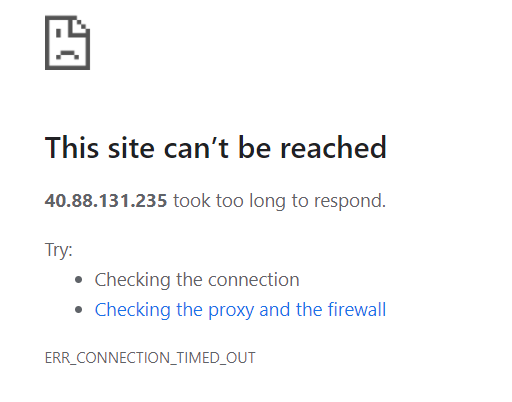 This site can’t be reached
40.88.131.235 took too long to respond.
Try:
• Checking the connection
• Checking the proxy and the firewall
ERR_CONNECTION_TIMED_OUT